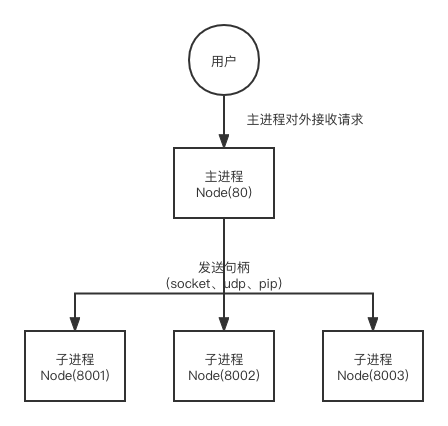 用户
主进程对外接收请求
主进程
Node(80)
发送句柄
(socket、udp、pip)
子进程
Node(8001)
子进程
Node(8002)
子进程
Node(8003)